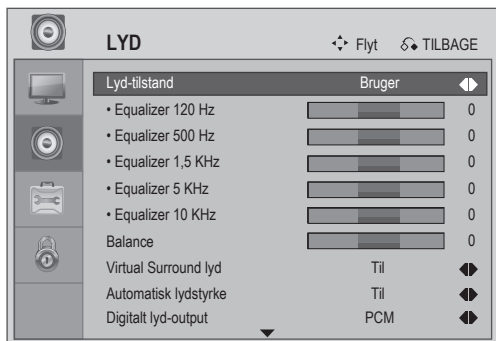 LYD Flyt TILBAGE
Lyd-tilstand Bruger
• Equalizer 120 Hz 0
• Equalizer 500 Hz 0
• Equalizer 1,5 KHz 0
• Equalizer 5 KHz 0
• Equalizer 10 KHz 0
Balance 0
Virtual Surround lyd Til
Automatisk lydstyrke Til
Digitalt lyd-output PCM